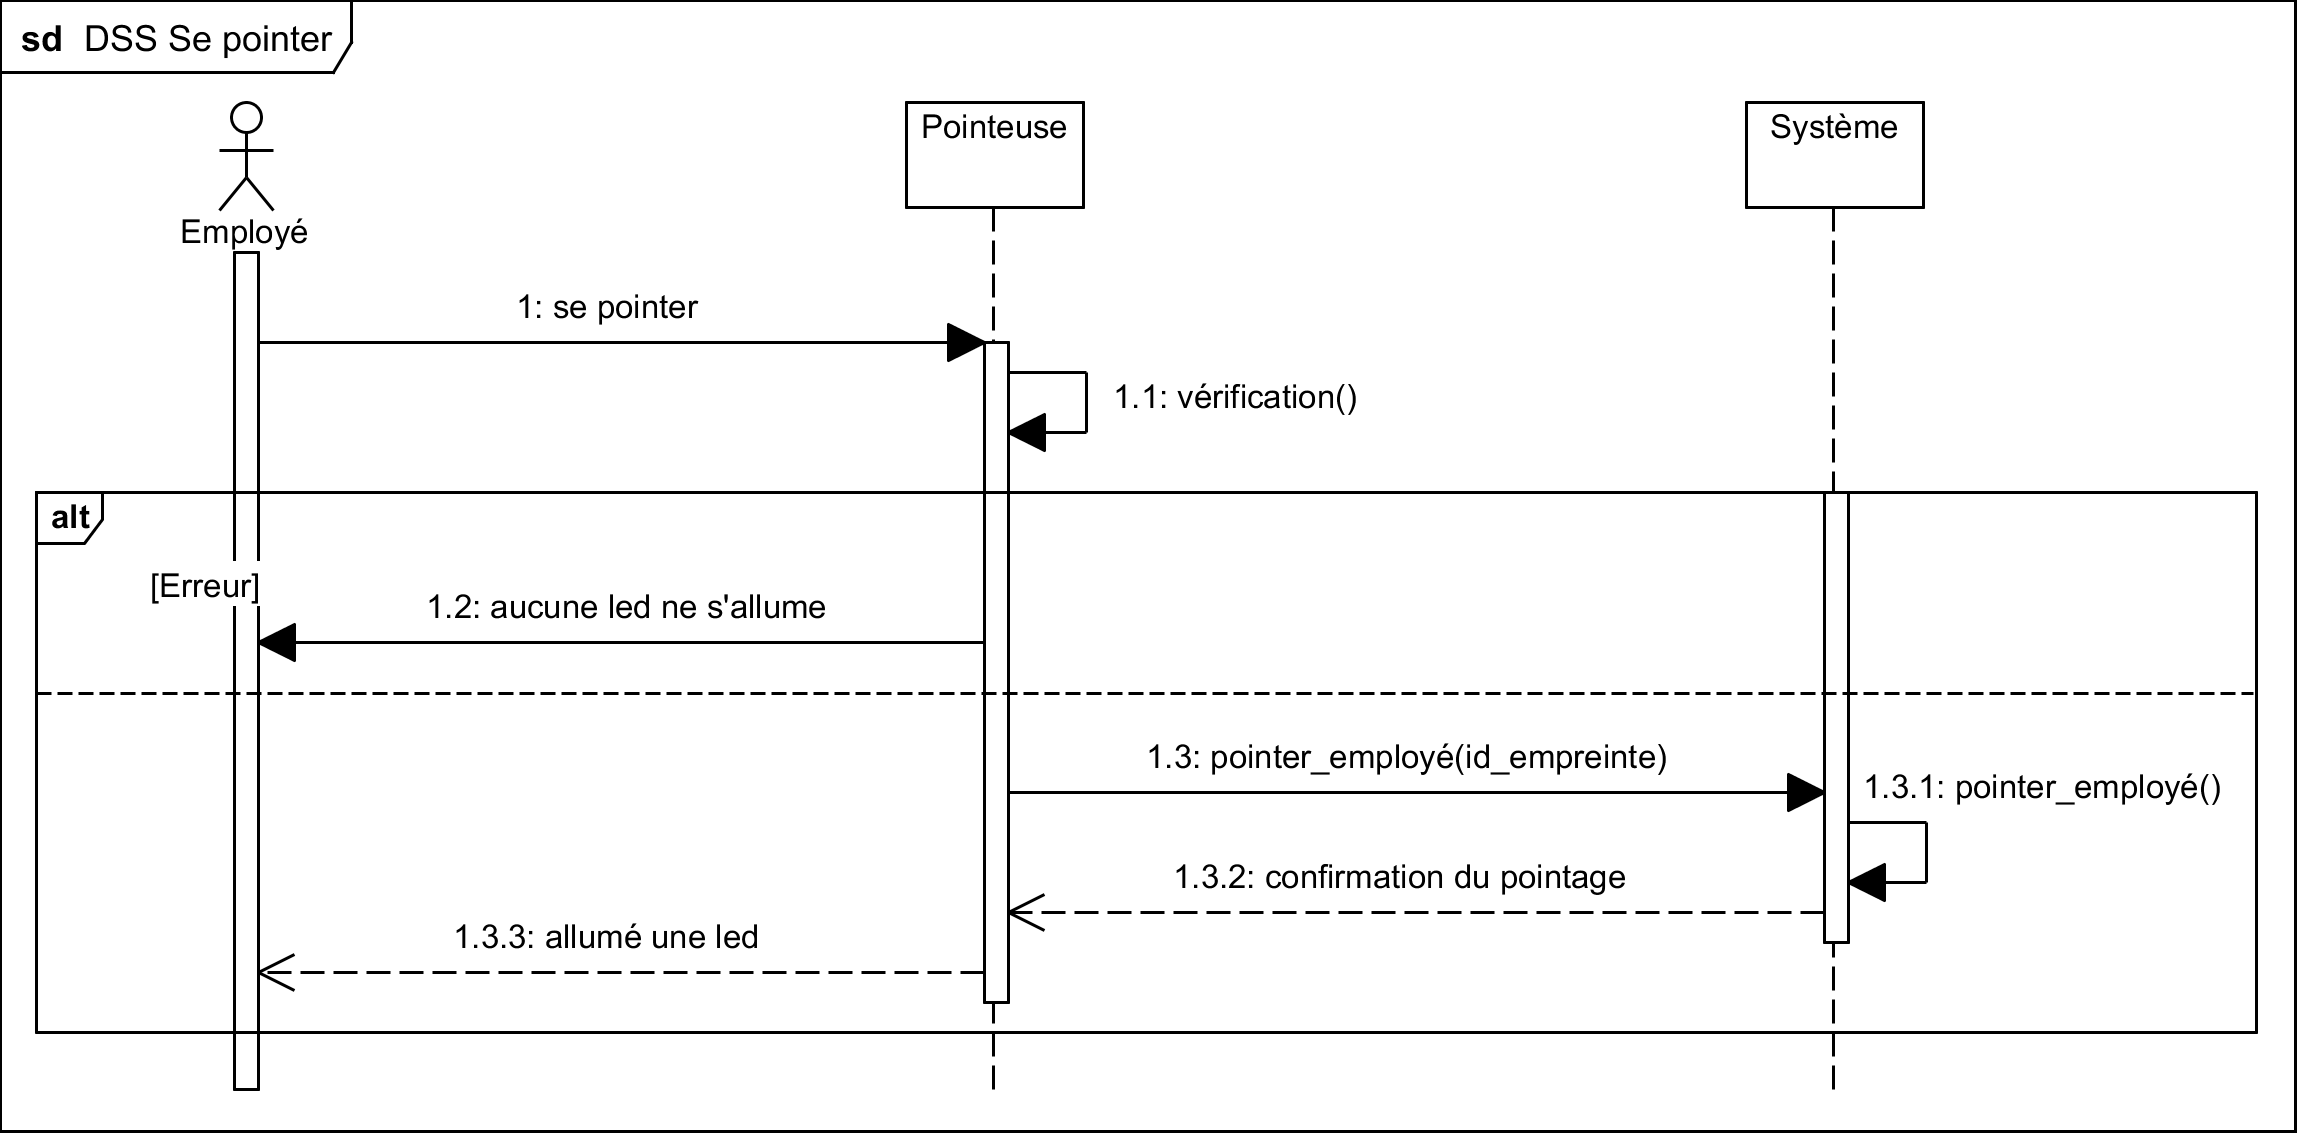 sd DSS Se pointer
Employé
Pointeuse
Système
1: se pointer
1.1: vérification()
alt
[Erreur]
1.2: aucune led ne s'allume
1.3: pointer_employé(id_empreinte)
1.3.1: pointer_employé()
1.3.2: confirmation du pointage
1.3.3: allumé une led